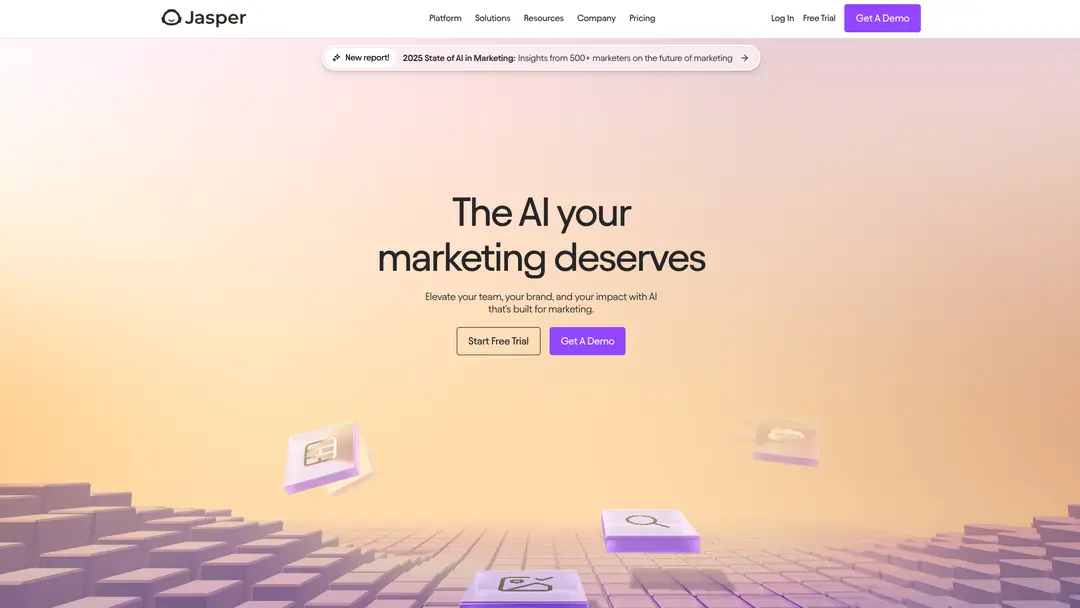 Jasper
Platform Solutions Resources Company Pricing
Log In Free Trial Get A Demo
New report! 2025 State of AI in Marketing: Insights from 500+ marketers on the future of marketing →
The AI your
marketing deserves
Elevate your team, your brand, and your impact with AI
that's built for marketing.
Start Free Trial Get A Demo